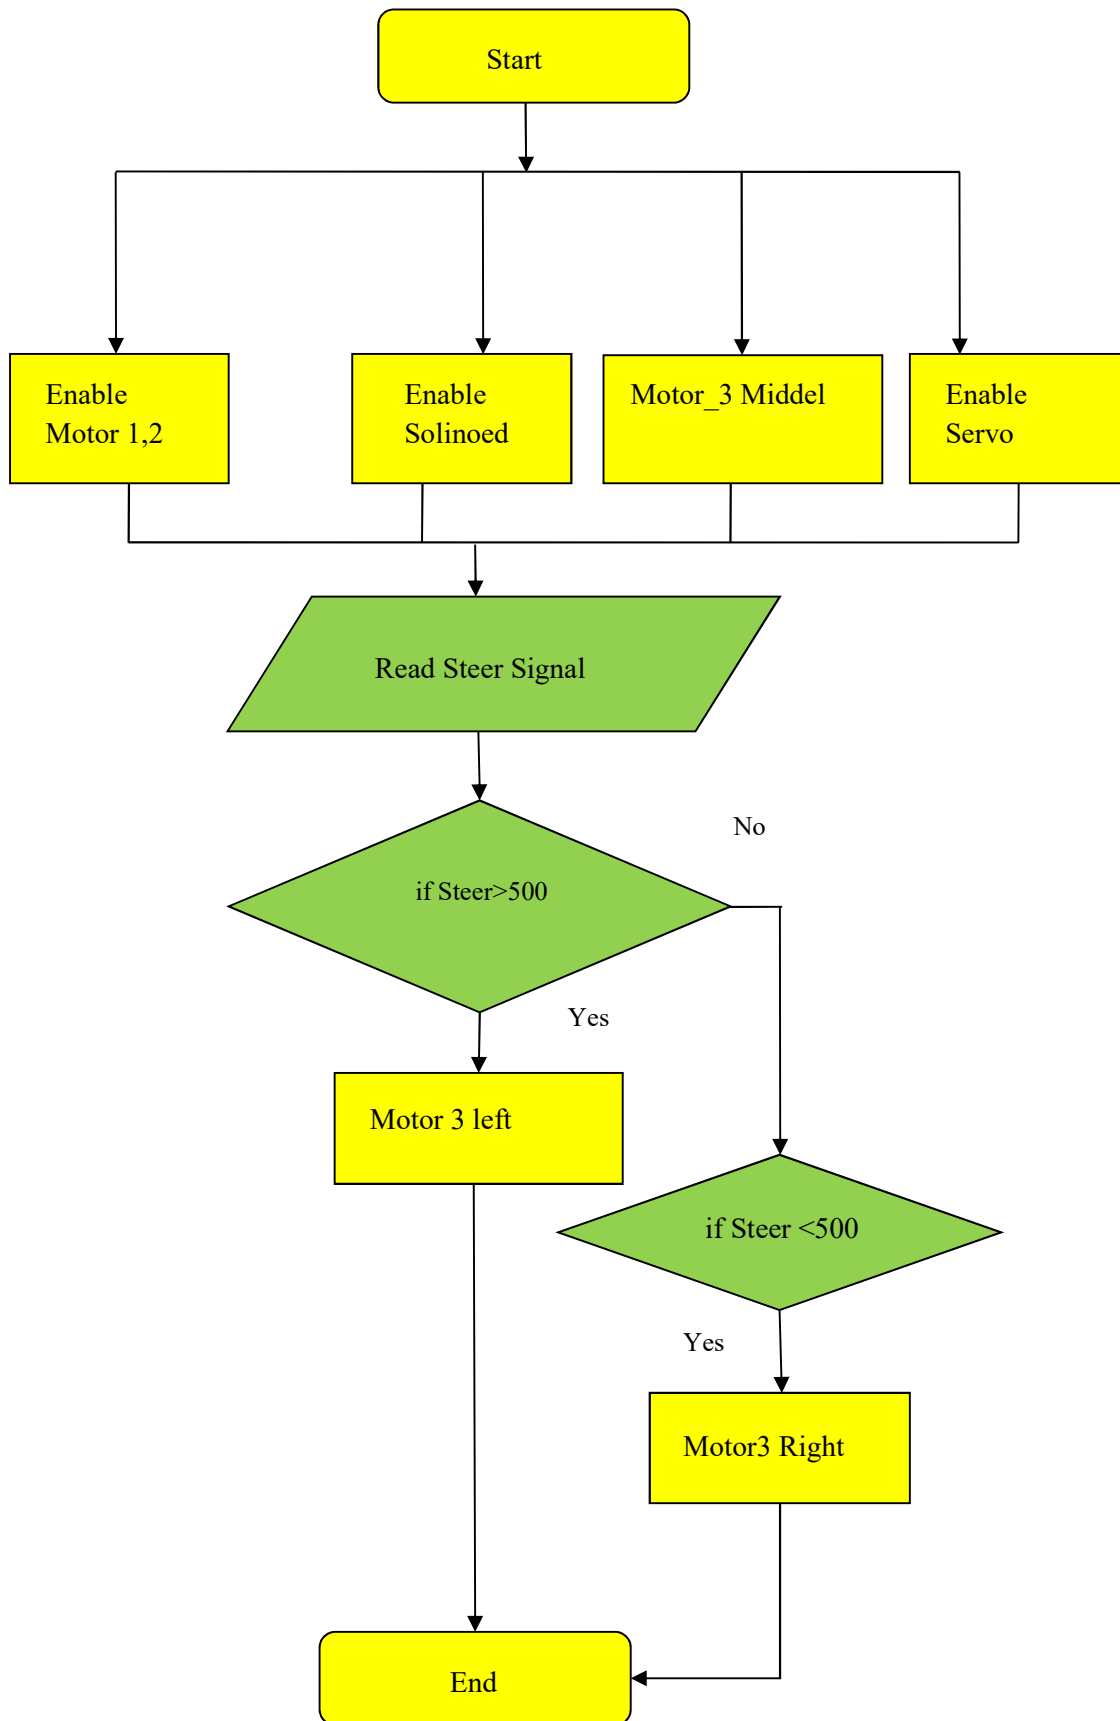 Start
Enable
Motor 1,2
Enable
Solinoed
Motor_3 Middel
Enable
Servo
Read Steer Signal
No
if Steer>500
Yes
Motor 3 left
if Steer <500
Yes
Motor3 Right
End